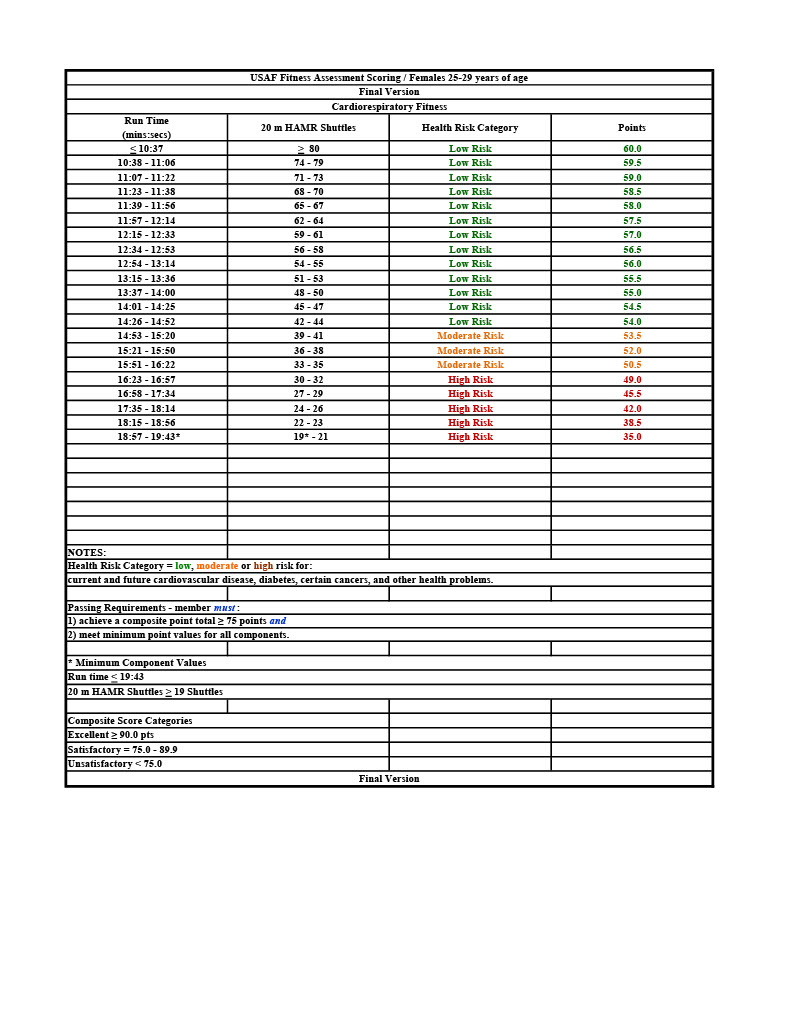 USAF Fitness Assessment Scoring / Females 25-29 years of age
Final Version
Cardiorespiratory Fitness
Run Time (mins:secs) 20 m HAMR Shuttles Health Risk Category Points
≤ 10:37 ≥ 80 Low Risk 60.0
10:38 - 11:06 74 - 79 Low Risk 59.5
11:07 - 11:22 71 - 73 Low Risk 59.0
11:23 - 11:38 68 - 70 Low Risk 58.5
11:39 - 11:56 65 - 67 Low Risk 58.0
11:57 - 12:14 62 - 64 Low Risk 57.5
12:15 - 12:33 59 - 61 Low Risk 57.0
12:34 - 12:53 56 - 58 Low Risk 56.5
12:54 - 13:14 54 - 55 Low Risk 56.0
13:15 - 13:36 51 - 53 Low Risk 55.5
13:37 - 14:00 48 - 50 Low Risk 55.0
14:01 - 14:25 45 - 47 Low Risk 54.5
14:26 - 14:52 42 - 44 Low Risk 54.0
14:53 - 15:20 39 - 41 Moderate Risk 53.5
15:21 - 15:50 36 - 38 Moderate Risk 52.0
15:51 - 16:22 33 - 35 Moderate Risk 50.5
16:23 - 16:57 30 - 32 High Risk 49.0
16:58 - 17:34 27 - 29 High Risk 45.5
17:35 - 18:14 24 - 26 High Risk 42.0
18:15 - 18:56 22 - 23 High Risk 38.5
18:57 - 19:43* 19* - 21 High Risk 35.0
NOTES:
Health Risk Category = low, moderate or high risk for:
current and future cardiovascular disease, diabetes, certain cancers, and other health problems.
Passing Requirements - member must :
1) achieve a composite point total ≥ 75 points and
2) meet minimum point values for all components.
* Minimum Component Values
Run time ≤ 19:43
20 m HAMR Shuttles ≥ 19 Shuttles
Composite Score Categories
Excellent ≥ 90.0 pts
Satisfactory = 75.0 - 89.9
Unsatisfactory < 75.0
Final Version